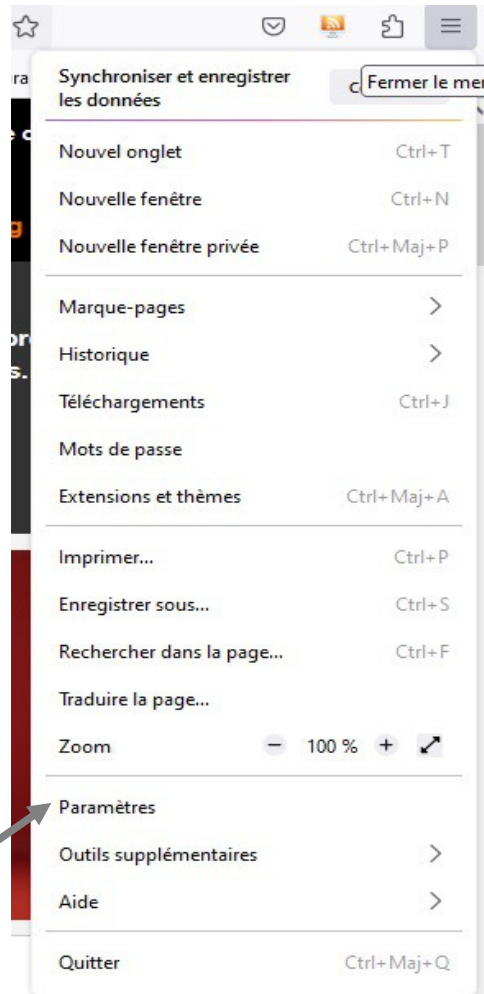 Synchroniser et enregistrer
les données
Fermer le me
Nouvel onglet Ctrl+T
Nouvelle fenêtre Ctrl+N
Nouvelle fenêtre privée Ctrl+Maj+P
Marque-pages
Historique
Téléchargements Ctrl+J
Mots de passe
Extensions et thèmes Ctrl+Maj+A
Imprimer... Ctrl+P
Enregistrer sous... Ctrl+S
Rechercher dans la page... Ctrl+F
Traduire la page...
Zoom − 100 % +
Paramètres
Outils supplémentaires
Aide
Quitter Ctrl+Maj+Q